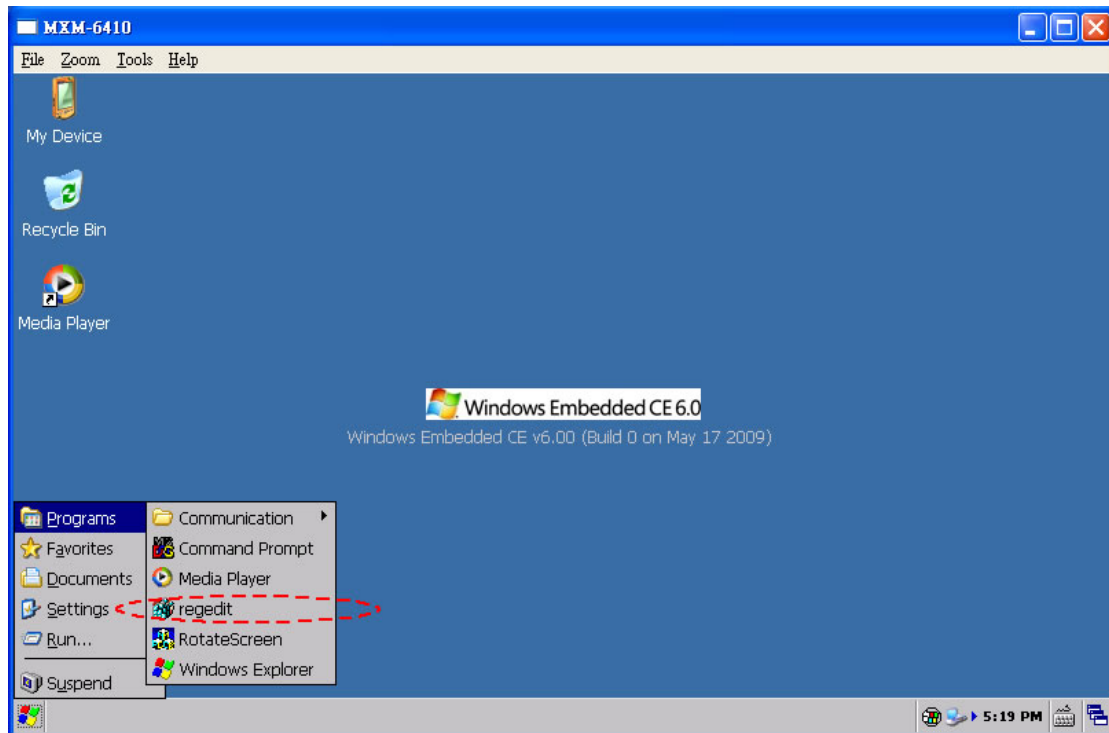 MXM-6410
File Zoom Tools Help
My Device
Recycle Bin
Media Player
Windows Embedded CE 6.0
Windows Embedded CE v6.00 (Build 0 on May 17 2009)
Programs
Favorites
Documents
Settings
Run...
Suspend
Communication
Command Prompt
Media Player
regedit
RotateScreen
Windows Explorer
5:19 PM